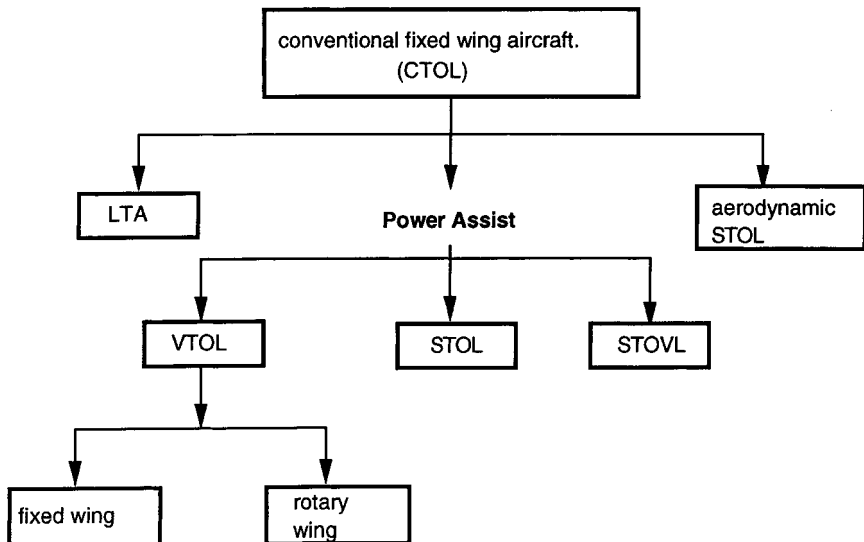 conventional fixed wing aircraft.
(CTOL)
LTA
Power Assist
aerodynamic
STOL
VTOL
STOL
STOVL
fixed wing
rotary
wing